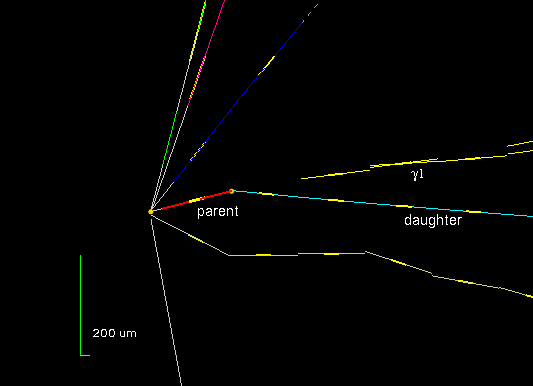 γ1
parent
daughter
200 um